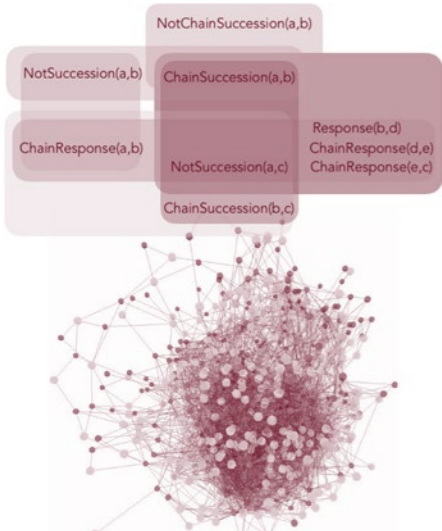 NotChainSuccession(a,b)
NotSuccession(a,b)
ChainSuccession(a,b)
Response(b,d)
ChainResponse(a,b)
ChainResponse(d,e)
NotSuccession(a,c)
ChainResponse(e,c)
ChainSuccession(b,c)